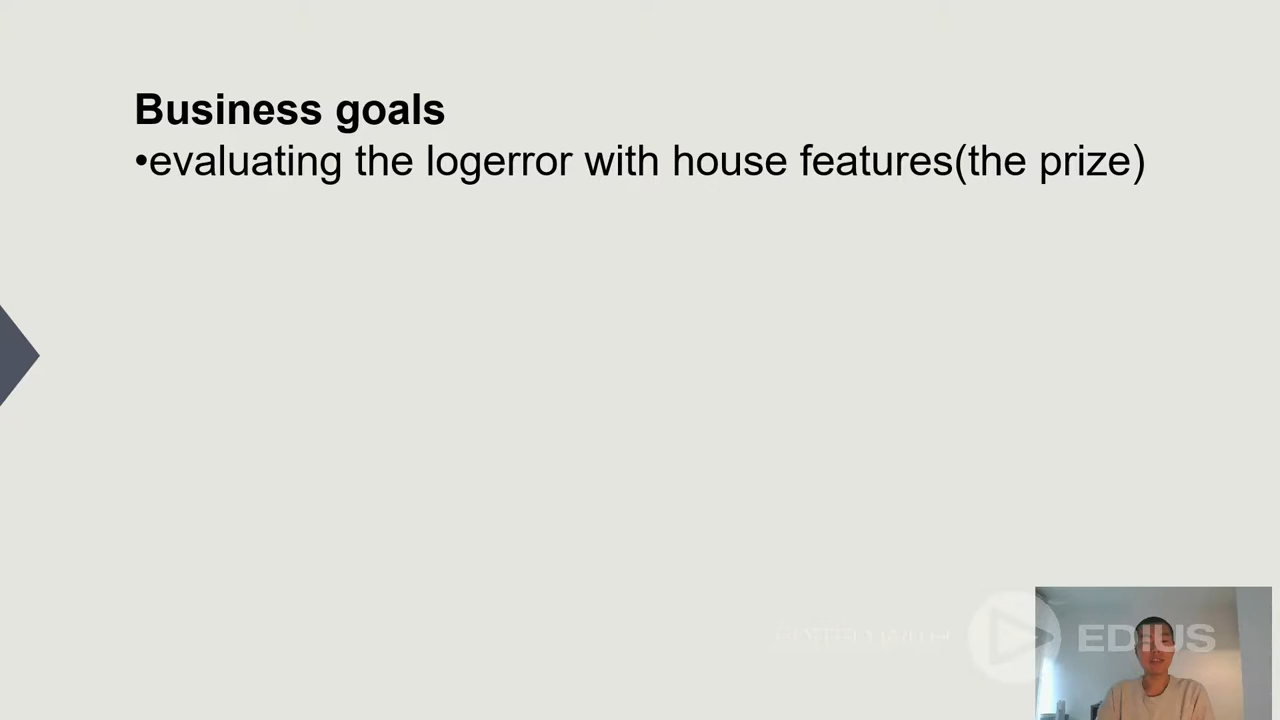 Business goals
•evaluating the logerror with house features(the prize)
EDIUS